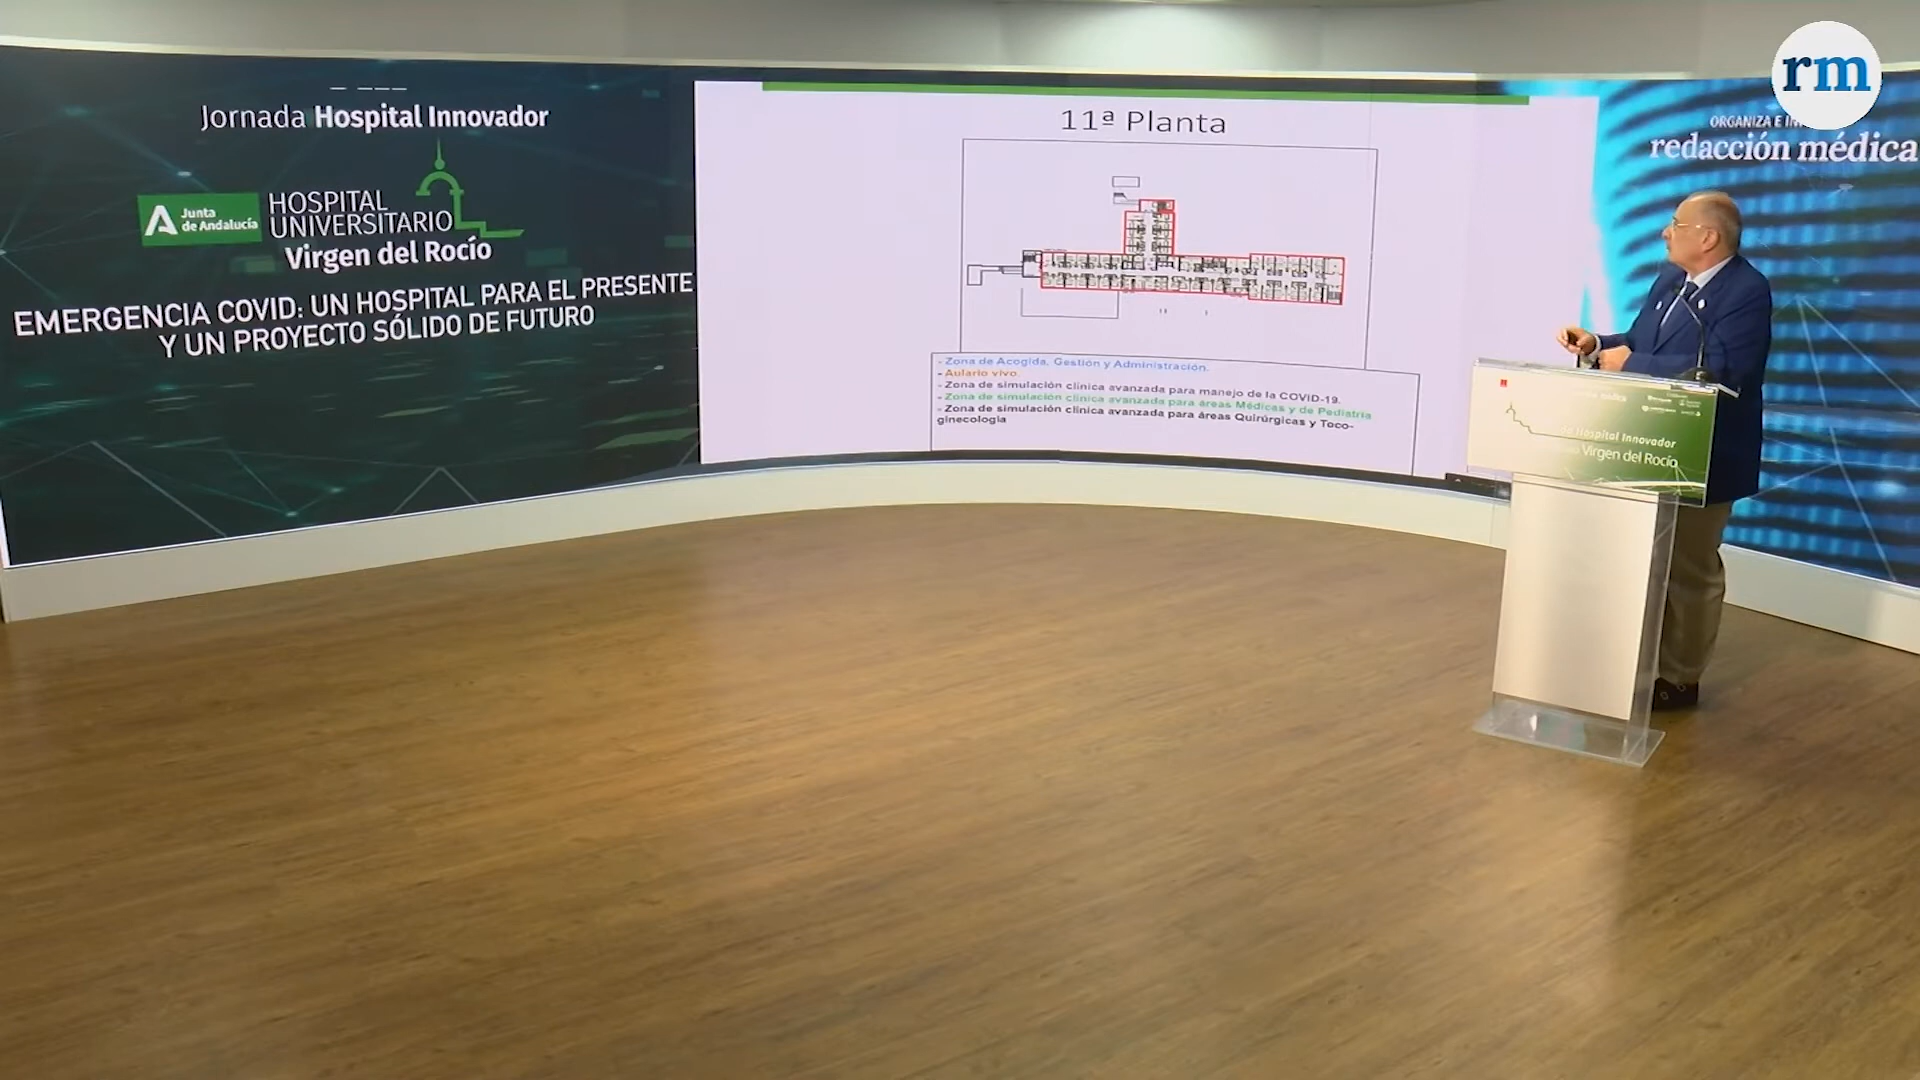 Jornada Hospital Innovador
Junta
de Andalucía
HOSPITAL
UNIVERSITARIO
Virgen del Rocío
EMERGENCIA COVID: UN HOSPITAL PARA EL PRESENTE
Y UN PROYECTO SÓLIDO DE FUTURO
11ª Planta
- Zona de Acogida, Gestión y Administración.
- Aulario vivo.
- Zona de simulación clínica avanzada para manejo de la COVID-19.
- Zona de simulación clínica avanzada para áreas Médicas y de Pediatría
- Zona de simulación clínica avanzada para áreas Quirúrgicas y Toco-
ginecología
rm
ORGANIZA E
redacción médica
Hospital Innovador
Virgen del Rocío